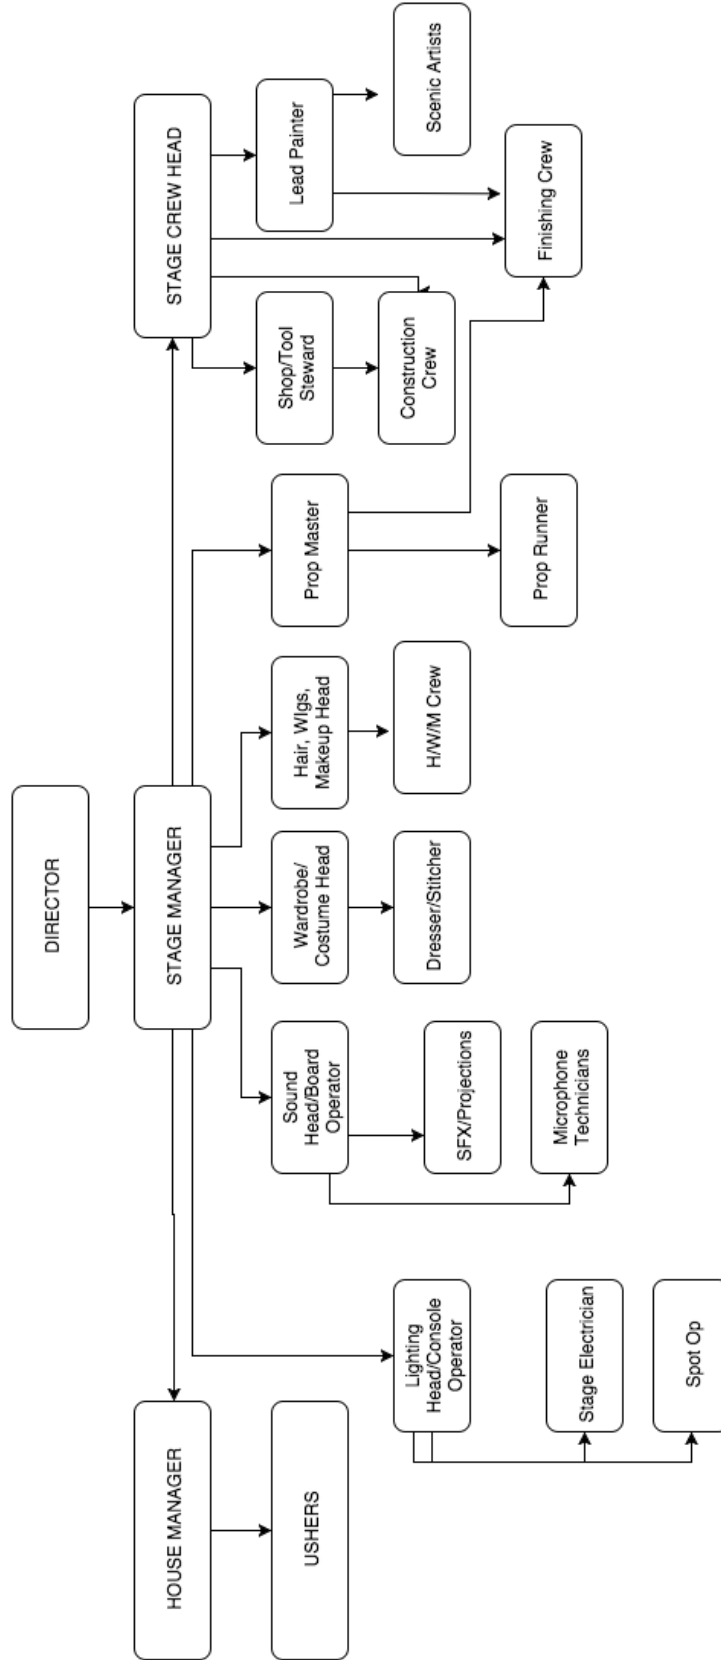 DIRECTOR
HOUSE MANAGER
STAGE MANAGER
STAGE CREW HEAD
USHERS
Lighting
Head/Console
Operator
Stage Electrician
Spot Op
Sound
Head/Board
Operator
SFX/Projections
Microphone
Technicians
Wardrobe/
Costume Head
Dresser/Stitcher
Hair, WIgs,
Makeup Head
H/W/M Crew
Prop Master
Prop Runner
Shop/Tool
Steward
Construction
Crew
Lead Painter
Scenic Artists
Finishing Crew